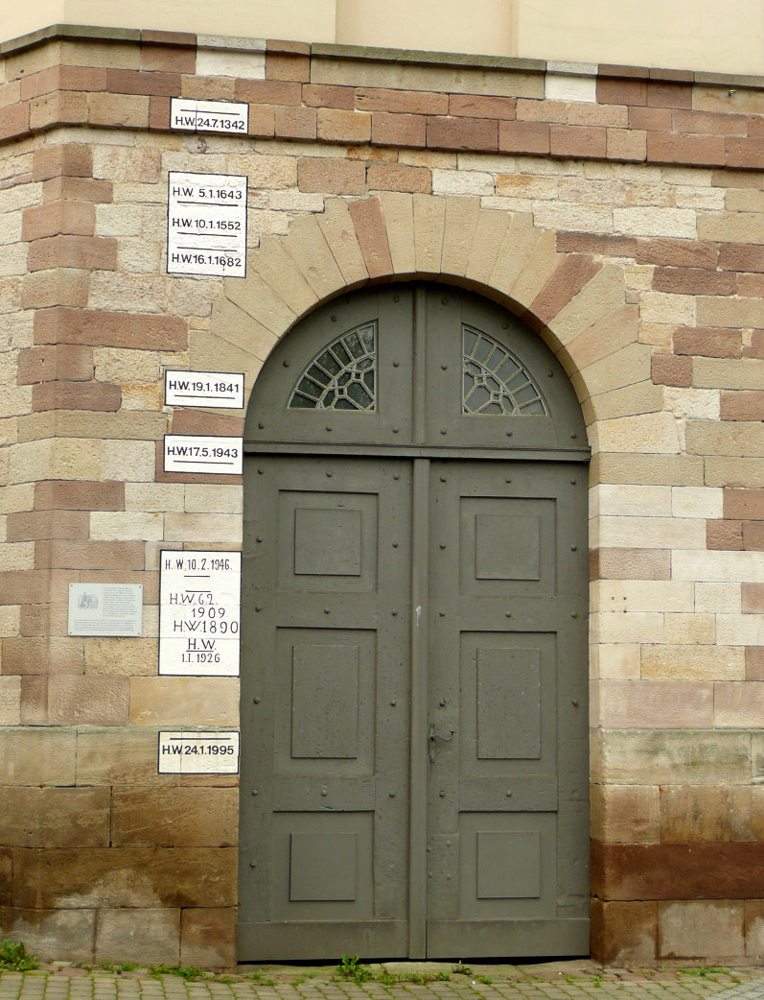 H.W. 24.7.1342
H.W. 5.1.1643
H.W. 10.1.1552
H.W. 16.1.1682
H.W. 19.1.1841
H.W. 17.5.1943
H.W. 10.2.1946.
H.W. 6.2.
1909
H.W. 1890
H.W.
1.I.1926
H.W. 24.1.1995